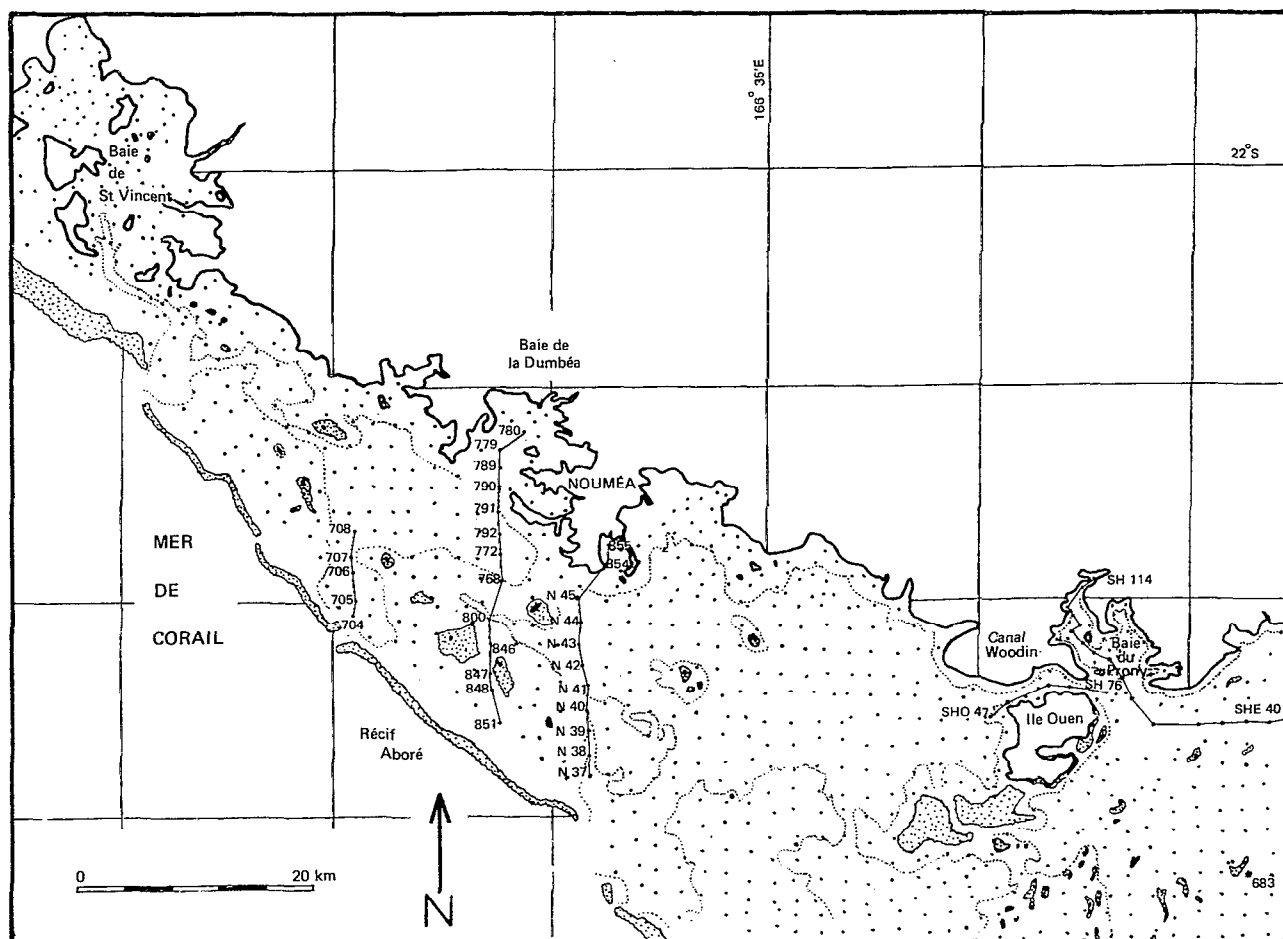 166° 35'E
22°S
Baie
de
St Vincent
Baie de
la Dumbéa
780
779
789
NOUMÉA
790
791
708
792
855
MER
707
772
854
706
SH 114
768
DE
N 45
705
704
800
N 44
CORAIL
Canal
Woodin
Baie
du
Prony
N 43
846
N 42
847
848
N 41
SH 76
SHO 47
SHE 40
N 40
Ile Ouen
851
Récif
Aboré
N 39
N 38
N 37
683
0
20 km
N